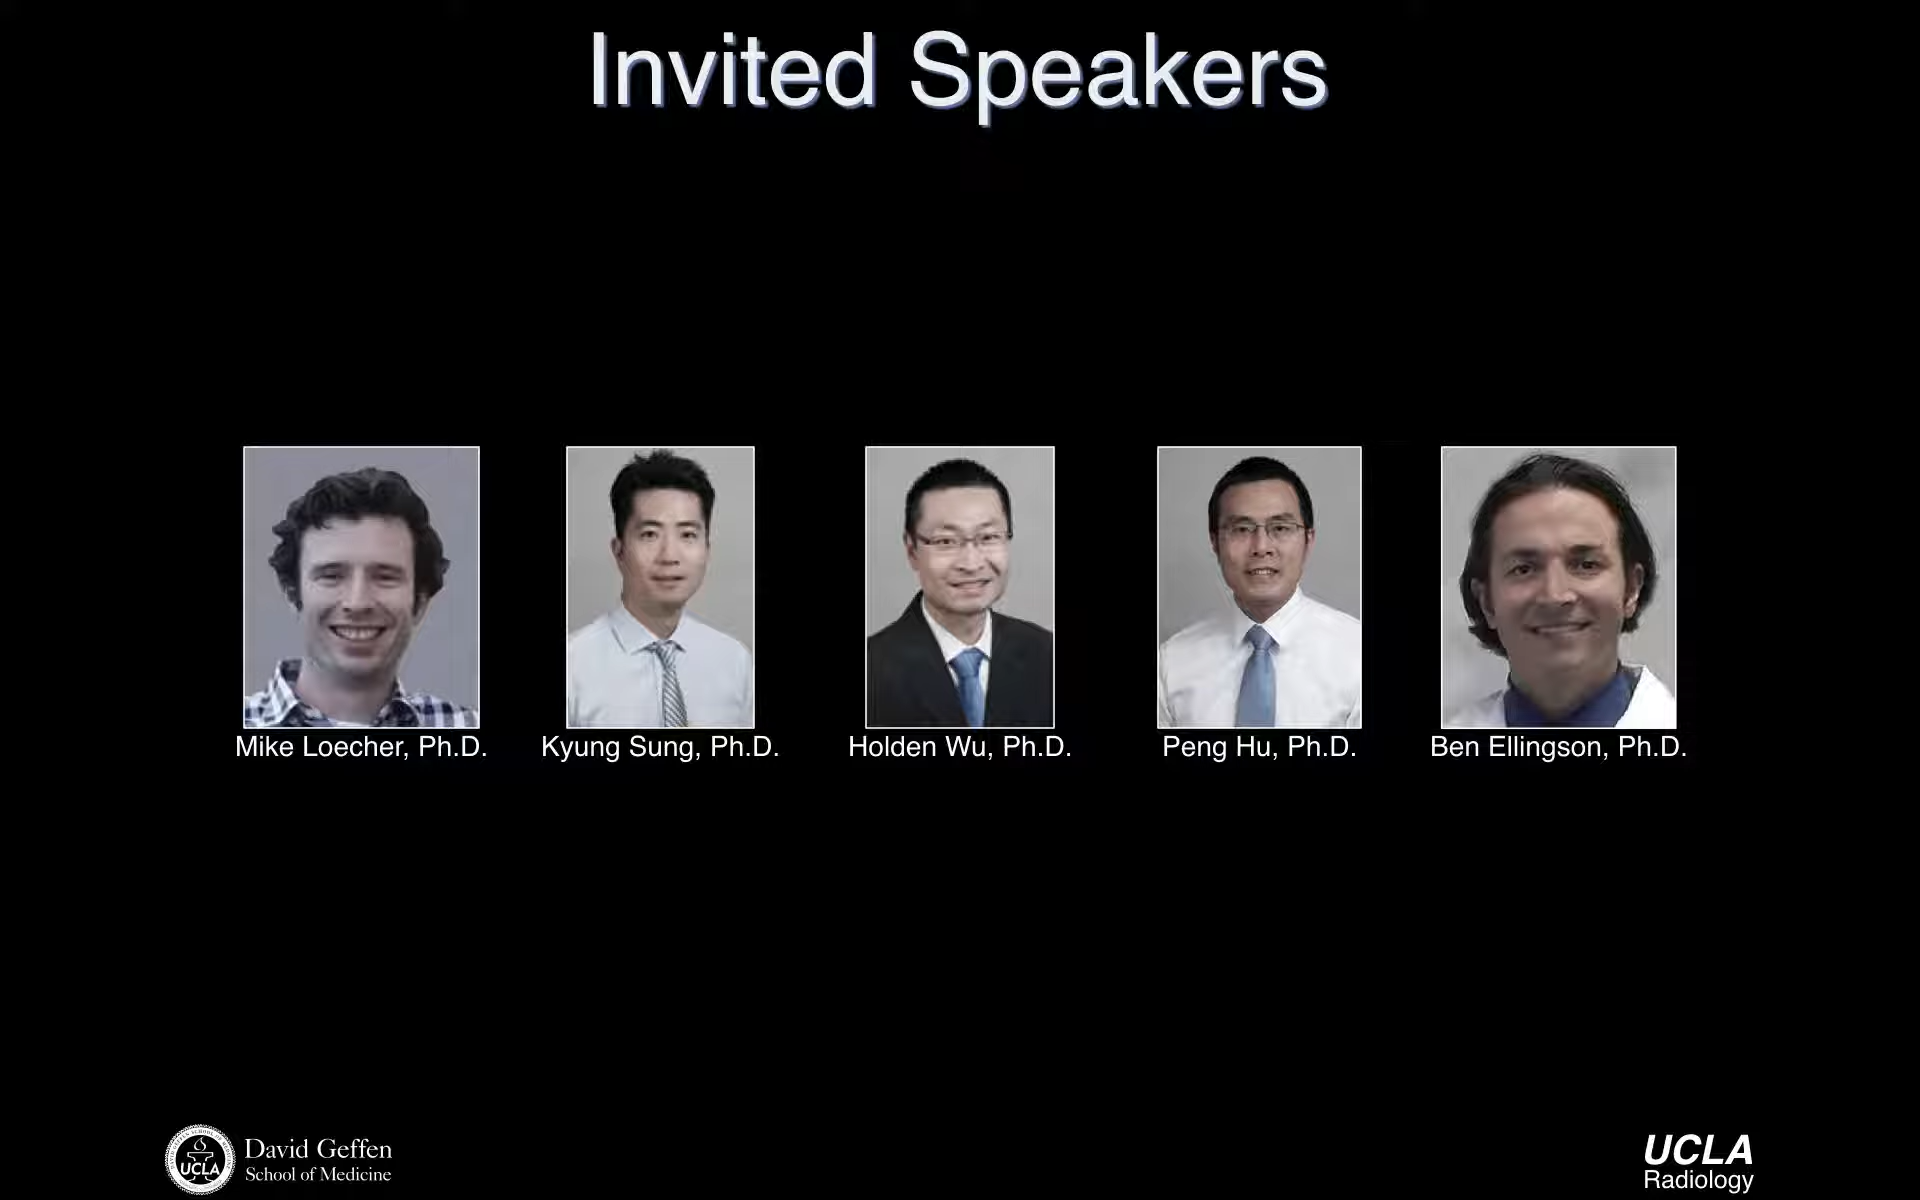 Invited Speakers
Mike Loecher, Ph.D.
Kyung Sung, Ph.D.
Holden Wu, Ph.D.
Peng Hu, Ph.D.
Ben Ellingson, Ph.D.
UCLA
David Geffen
School of Medicine
UCLA
Radiology